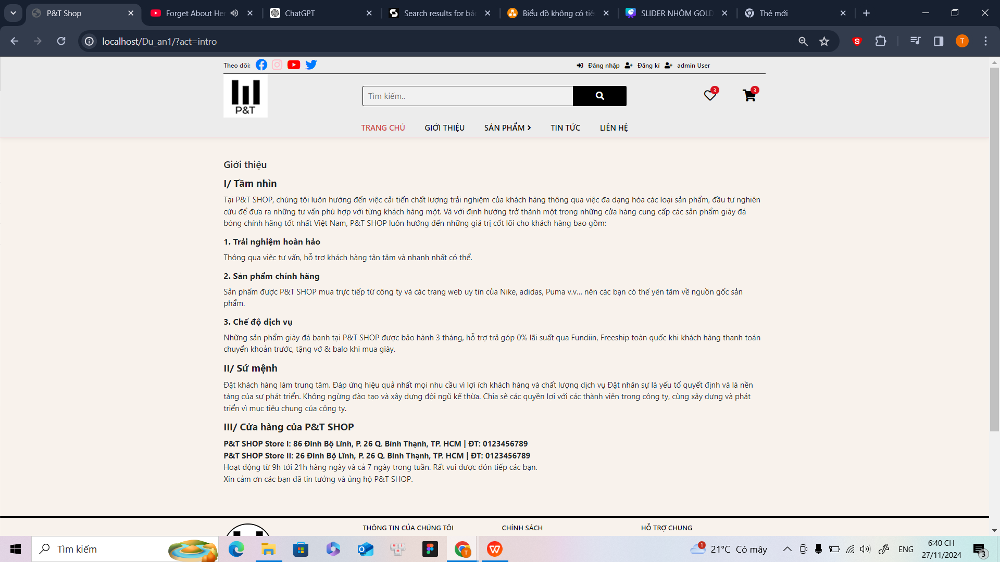 P&T Shop
Forget About Her
ChatGPT
Search results for bác
Biểu đồ không có tiê
SLIDER NHÓM GOLD
Thẻ mới
localhost/Du_an1/?act=intro
T
Theo dõi:
Đăng nhập
Đăng kí
admin User
P&T
Tìm kiếm..
3
3
TRANG CHỦ
GIỚI THIỆU
SẢN PHẨM
TIN TỨC
LIÊN HỆ
Giới thiệu
I/ Tầm nhìn
Tại P&T SHOP, chúng tôi luôn hướng đến việc cải tiến chất lượng trải nghiệm của khách hàng thông qua việc đa dạng hóa các loại sản phẩm, đầu tư nghiên
cứu để đưa ra những tư vấn phù hợp với từng khách hàng một. Và với định hướng trở thành một trong những cửa hàng cung cấp các sản phẩm giày đá
bóng chính hãng tốt nhất Việt Nam, P&T SHOP luôn hướng đến những giá trị cốt lõi cho khách hàng bao gồm:
1. Trải nghiệm hoàn hảo
Thông qua việc tư vấn, hỗ trợ khách hàng tận tâm và nhanh nhất có thể.
2. Sản phẩm chính hãng
Sản phẩm được P&T SHOP mua trực tiếp từ công ty và các trang web uy tín của Nike, adidas, Puma v.v... nên các bạn có thể yên tâm về nguồn gốc sản
phẩm.
3. Chế độ dịch vụ
Những sản phẩm giày đá banh tại P&T SHOP được bảo hành 3 tháng, hỗ trợ trả góp 0% lãi suất qua Fundiin, Freeship toàn quốc khi khách hàng thanh toán
chuyển khoản trước, tặng vớ & balo khi mua giày.
II/ Sứ mệnh
Đặt khách hàng làm trung tâm. Đáp ứng hiệu quả nhất mọi nhu cầu vì lợi ích khách hàng và chất lượng dịch vụ Đặt nhân sự là yếu tố quyết định và là nền
tảng của sự phát triển. Không ngừng đào tạo và xây dựng đội ngũ kế thừa. Chia sẽ các quyền lợi với các thành viên trong công ty, cùng xây dựng và phát
triển vì mục tiêu chung của công ty.
III/ Cửa hàng của P&T SHOP
P&T SHOP Store I: 86 Đinh Bộ Lĩnh, P. 26 Q. Bình Thạnh, TP. HCM | ĐT: 0123456789
P&T SHOP Store II: 26 Đinh Bộ Lĩnh, P. 26 Q. Bình Thạnh, TP. HCM | ĐT: 0123456789
Hoạt động từ 9h tới 21h hàng ngày và cả 7 ngày trong tuần. Rất vui được đón tiếp các bạn.
Xin cảm ơn các bạn đã tin tưởng và ủng hộ P&T SHOP.
THÔNG TIN CỦA CHÚNG TÔI
CHÍNH SÁCH
HỖ TRỢ CHUNG
Tìm kiếm
1
21°C Có mây
ENG
6:40 CH
27/11/2024
3